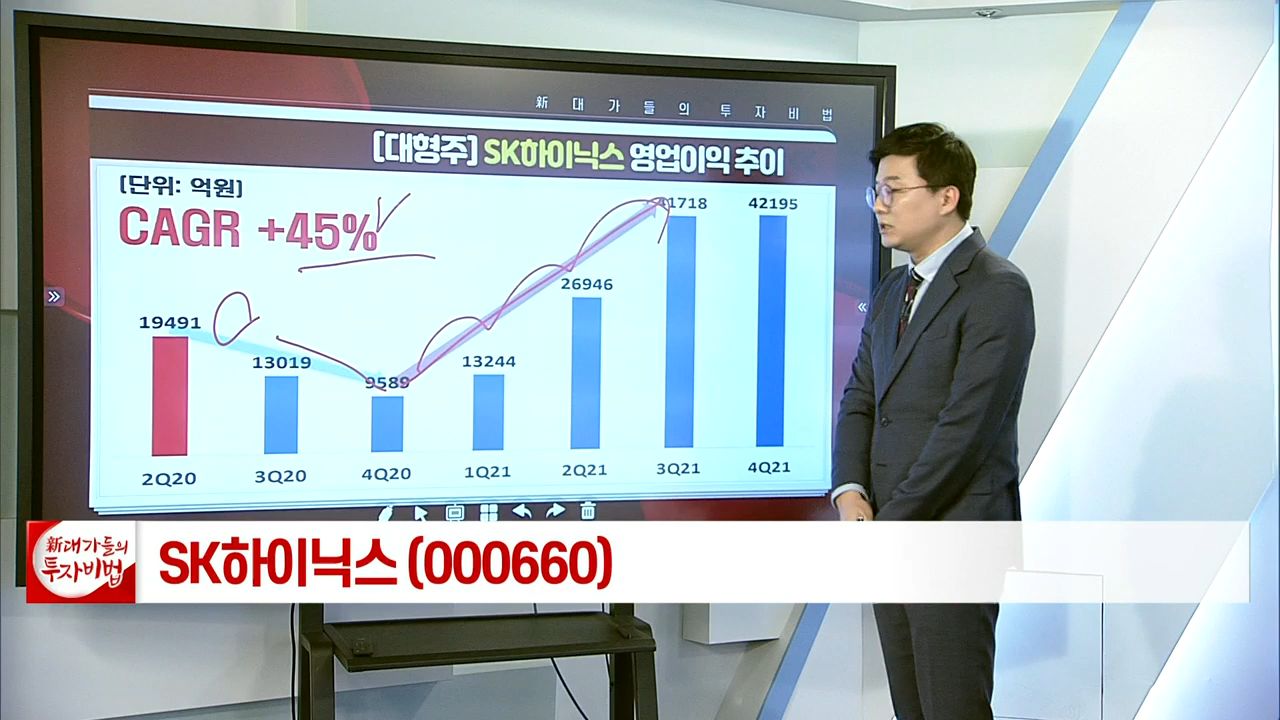 新 대 가 들 의 투 자 비 법
[대형주] SK하이닉스 영업이익 추이
(단위: 억원)
CAGR +45%
19491
13019
9589
13244
26946
41718
42195
2Q20
3Q20
4Q20
1Q21
2Q21
3Q21
4Q21
新대가들의
투자비법
SK하이닉스 (000660)